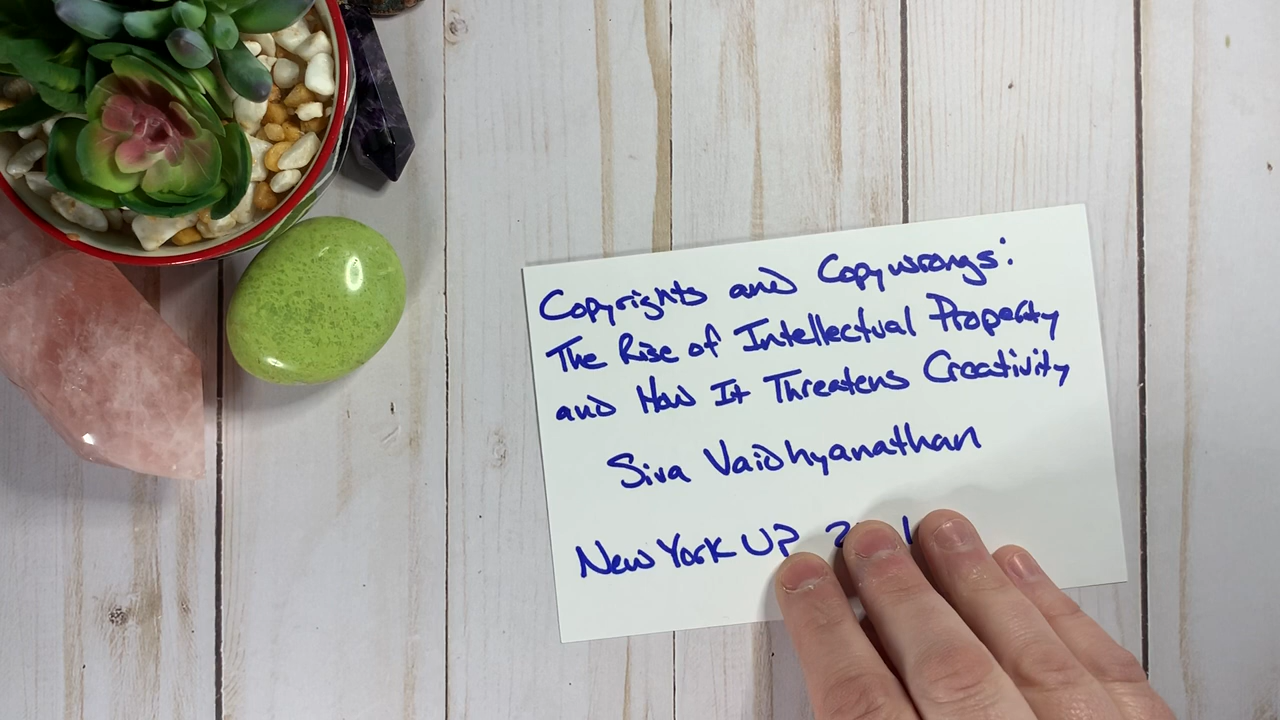 Copyrights and Copywrongs:
The Rise of Intellectual Property
and How It Threatens Creativity
Siva Vaidhyanathan
New York UP